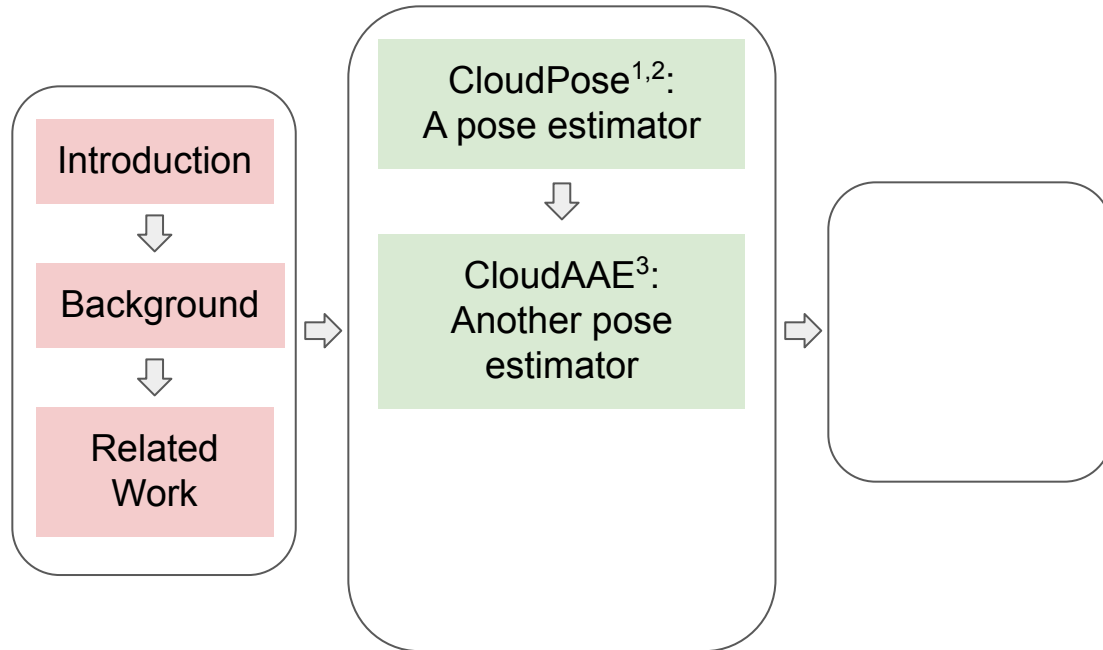 Introduction
Background
Related
Work
CloudPose1,2:
A pose estimator
CloudAAE3:
Another pose
estimator